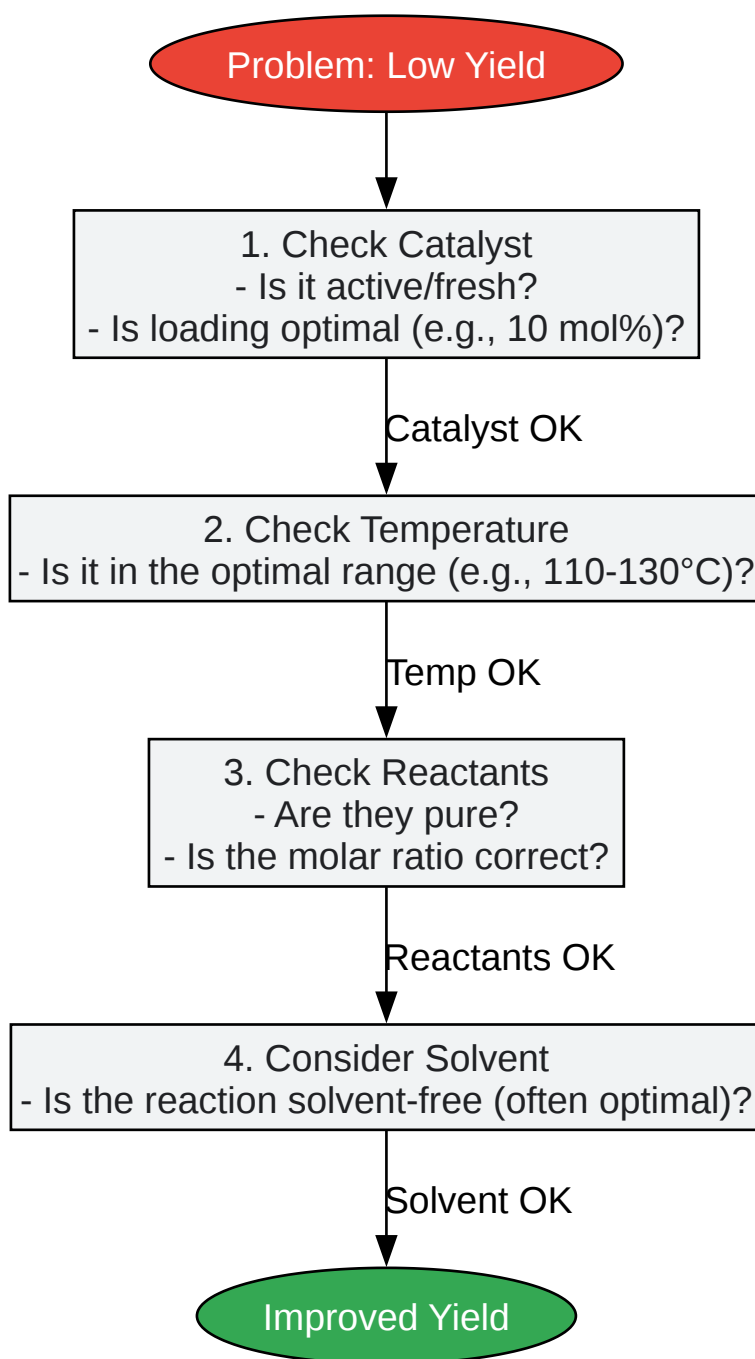 Problem: Low Yield
1. Check Catalyst
- Is it active/fresh?
- Is loading optimal (e.g., 10 mol%)?
Catalyst OK
2. Check Temperature
- Is it in the optimal range (e.g., 110-130°C)?
Temp OK
3. Check Reactants
- Are they pure?
- Is the molar ratio correct?
Reactants OK
4. Consider Solvent
- Is the reaction solvent-free (often optimal)?
Solvent OK
Improved Yield